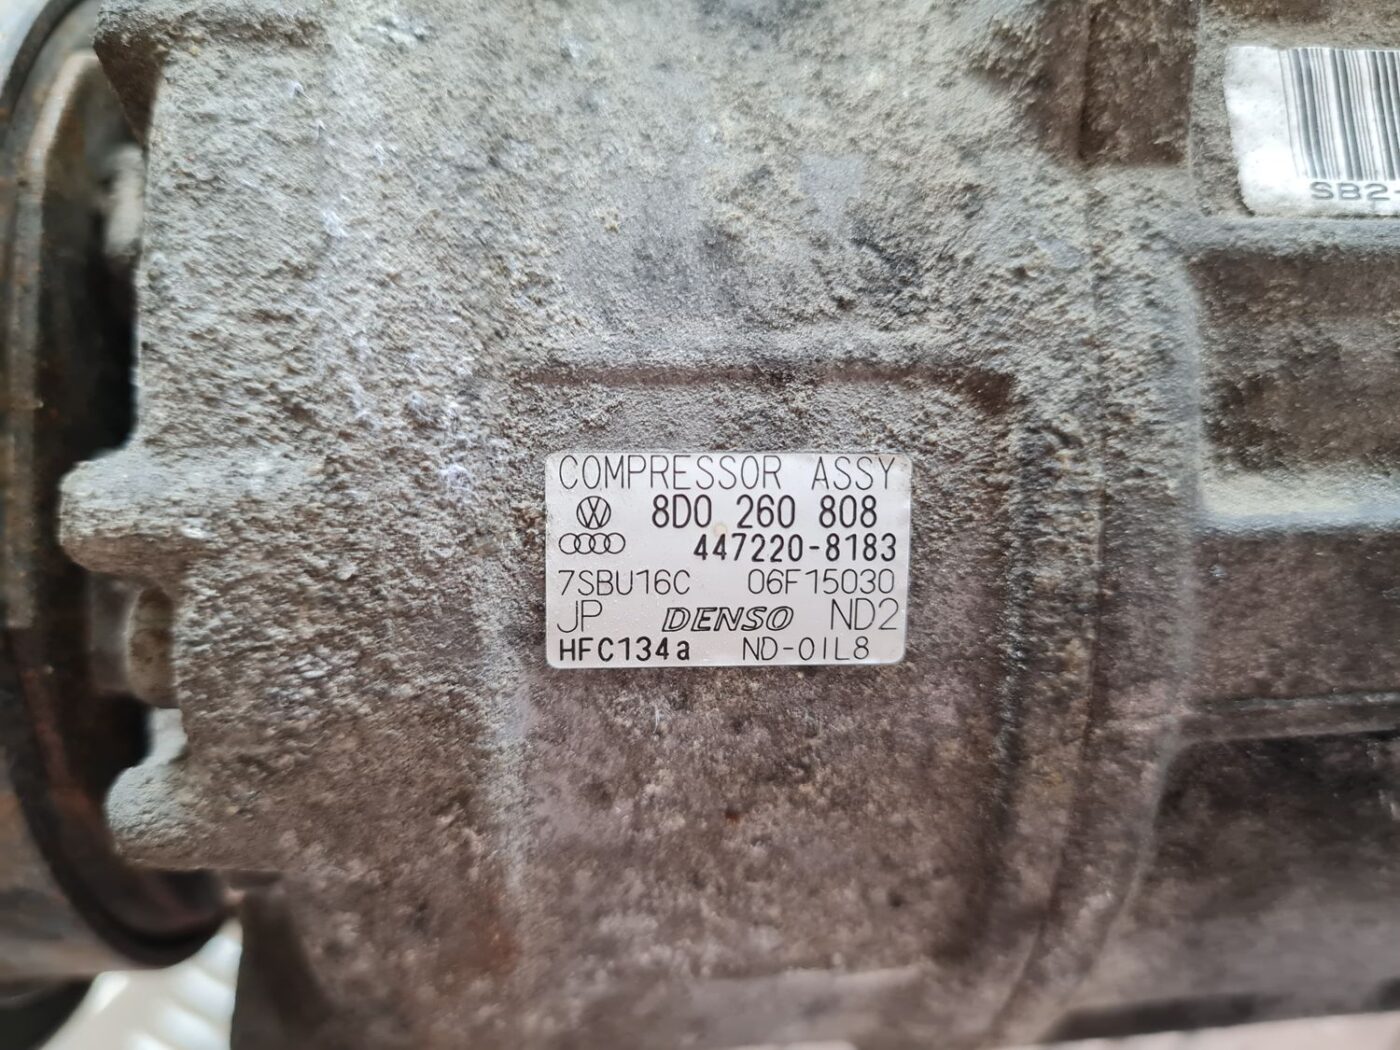 SB2
COMPRESSOR ASSY
8D0 260 808
447220-8183
7SBU16C 06F15030
JP DENSO ND2
HFC134a ND-OIL8